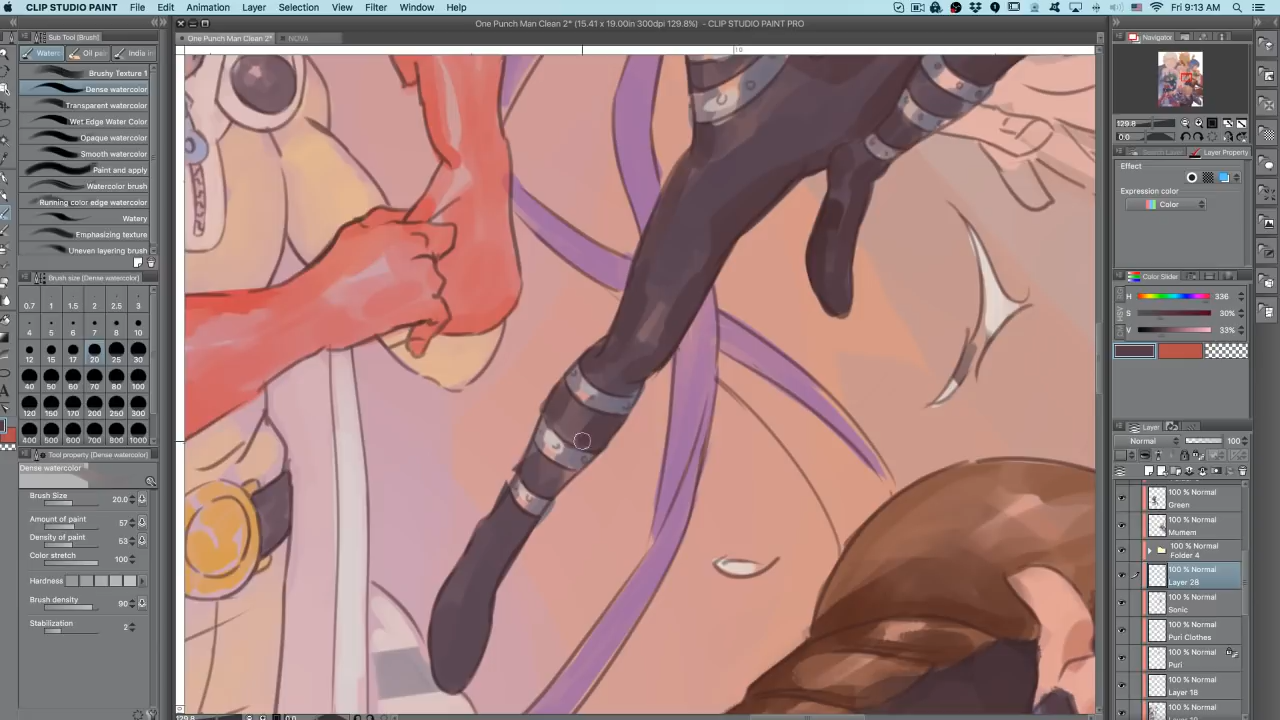 CLIP STUDIO PAINT File Edit Animation Layer Selection View Filter Window Help Fri 9:13 AM
One Punch Man Clean 2* (15.41 x 19.00in 300dpi 129.8%) - CLIP STUDIO PAINT PRO
Sub Tool [Brush]
One Punch Man Clean 2* NOVA
Navigator
Waterc Oil pai India in
Brushy Texture 1
Dense watercolor
Transparent watercolor
Wet Edge Water Color
Opaque watercolor
Smooth watercolor
Paint and apply
Watercolor brush
Running color edge watercolor
Watery
Emphasizing texture
Uneven layering brush
Brush size [Dense watercolor]
0.7 1 1.5 2 2.5 3
4 5 6 7 8 10
12 15 17 20 25 30
40 50 60 70 80 100
120 150 170 200 250 300
400 500 600 700 800 1000
Tool property [Dense watercolor]
Dense watercolor
Brush Size 20.0
Amount of paint 57
Density of paint 53
Color stretch 100
Hardness
Brush density 90
Stabilization 2
129.8
0.0
Search Layer Layer Property
Effect
Expression color
Color
Color Slider
H 336
S 30%
V 33%
Layer
Normal 100
100 % Normal
Green
100 % Normal
Mumem
100 % Normal
Folder 4
100 % Normal
Layer 28
100 % Normal
Sonic
100 % Normal
Puri Clothes
100 % Normal
Puri
100 % Normal
Layer 18
100 % Normal
129.8 0.0